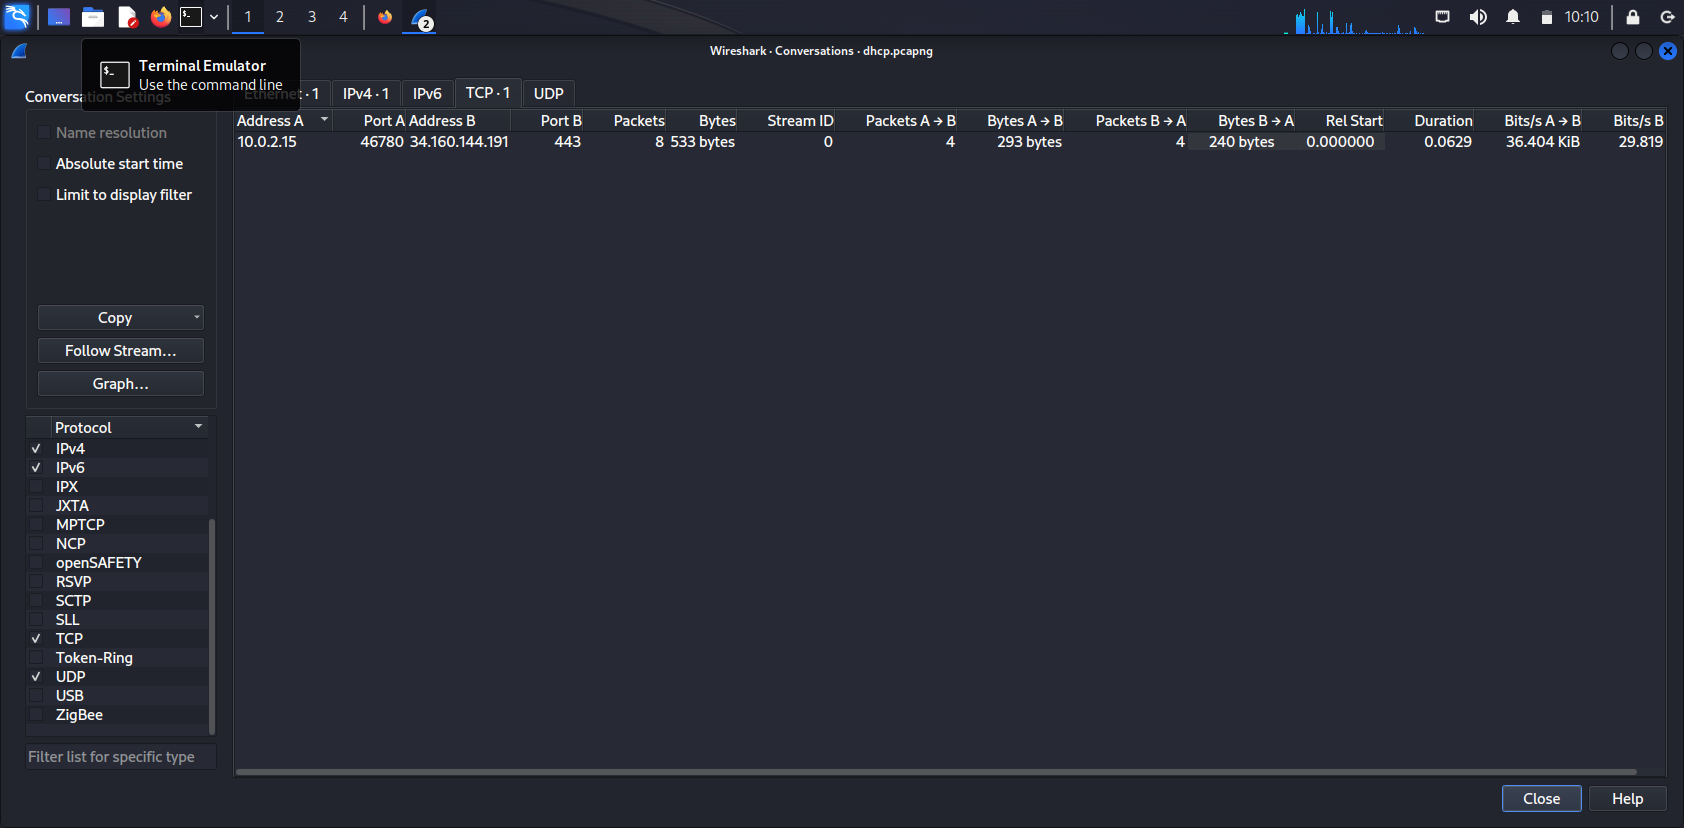 1 2 3 4 2 10:10
Wireshark · Conversations · dhcp.pcapng
Terminal Emulator
Use the command line
Conversation Settings
Ethernet · 1 IPv4 · 1 IPv6 TCP · 1 UDP
Name resolution
Absolute start time
Limit to display filter
Copy
Follow Stream...
Graph...
Protocol
IPv4
IPv6
IPX
JXTA
MPTCP
NCP
openSAFETY
RSVP
SCTP
SLL
TCP
Token-Ring
UDP
USB
ZigBee
Filter list for specific type
Address A Port A Address B Port B Packets Bytes Stream ID Packets A → B Bytes A → B Packets B → A Bytes B → A Rel Start Duration Bits/s A → B Bits/s B
10.0.2.15 46780 34.160.144.191 443 8 533 bytes 0 4 293 bytes 4 240 bytes 0.000000 0.0629 36.404 KiB 29.819
Close Help